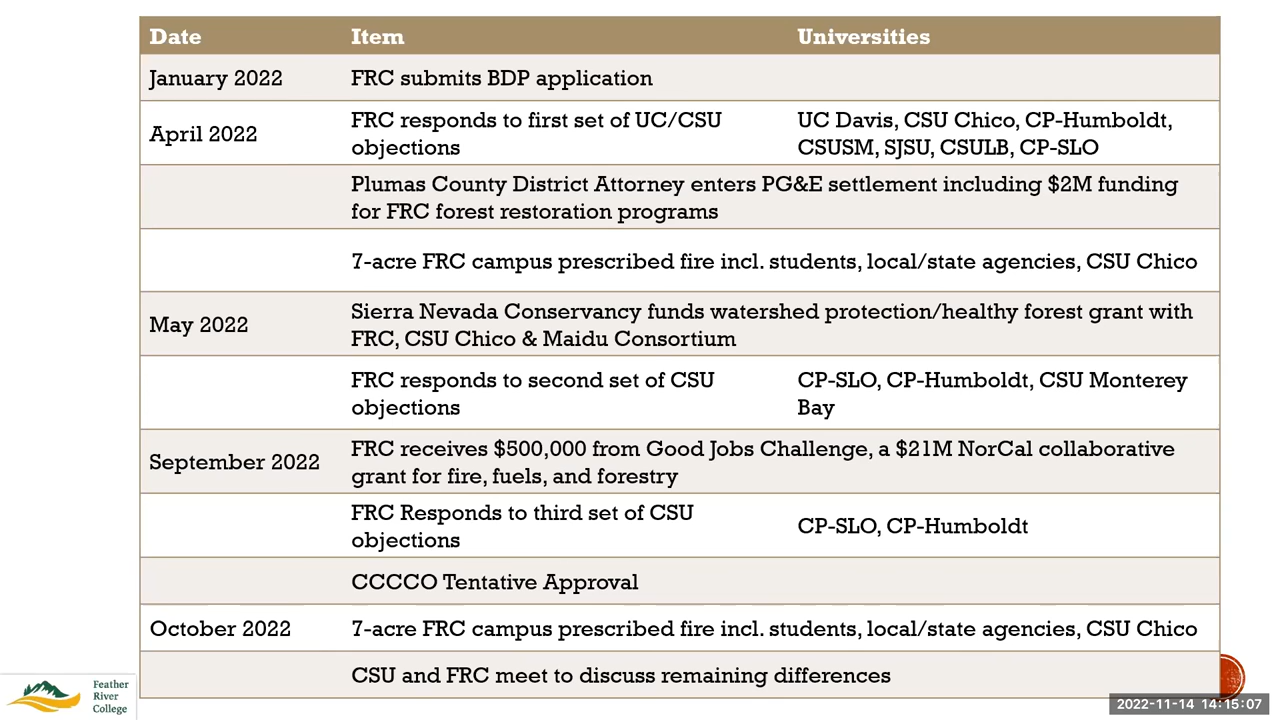 Date Item Universities
January 2022 FRC submits BDP application
April 2022 FRC responds to first set of UC/CSU objections UC Davis, CSU Chico, CP-Humboldt, CSUSM, SJSU, CSULB, CP-SLO
Plumas County District Attorney enters PG&E settlement including $2M funding
for FRC forest restoration programs
7-acre FRC campus prescribed fire incl. students, local/state agencies, CSU Chico
May 2022 Sierra Nevada Conservancy funds watershed protection/healthy forest grant with
FRC, CSU Chico & Maidu Consortium
FRC responds to second set of CSU objections CP-SLO, CP-Humboldt, CSU Monterey Bay
September 2022 FRC receives $500,000 from Good Jobs Challenge, a $21M NorCal collaborative
grant for fire, fuels, and forestry
FRC Responds to third set of CSU objections CP-SLO, CP-Humboldt
CCCCO Tentative Approval
October 2022 7-acre FRC campus prescribed fire incl. students, local/state agencies, CSU Chico
CSU and FRC meet to discuss remaining differences
Feather
River
College
2022-11-14 14:15:07